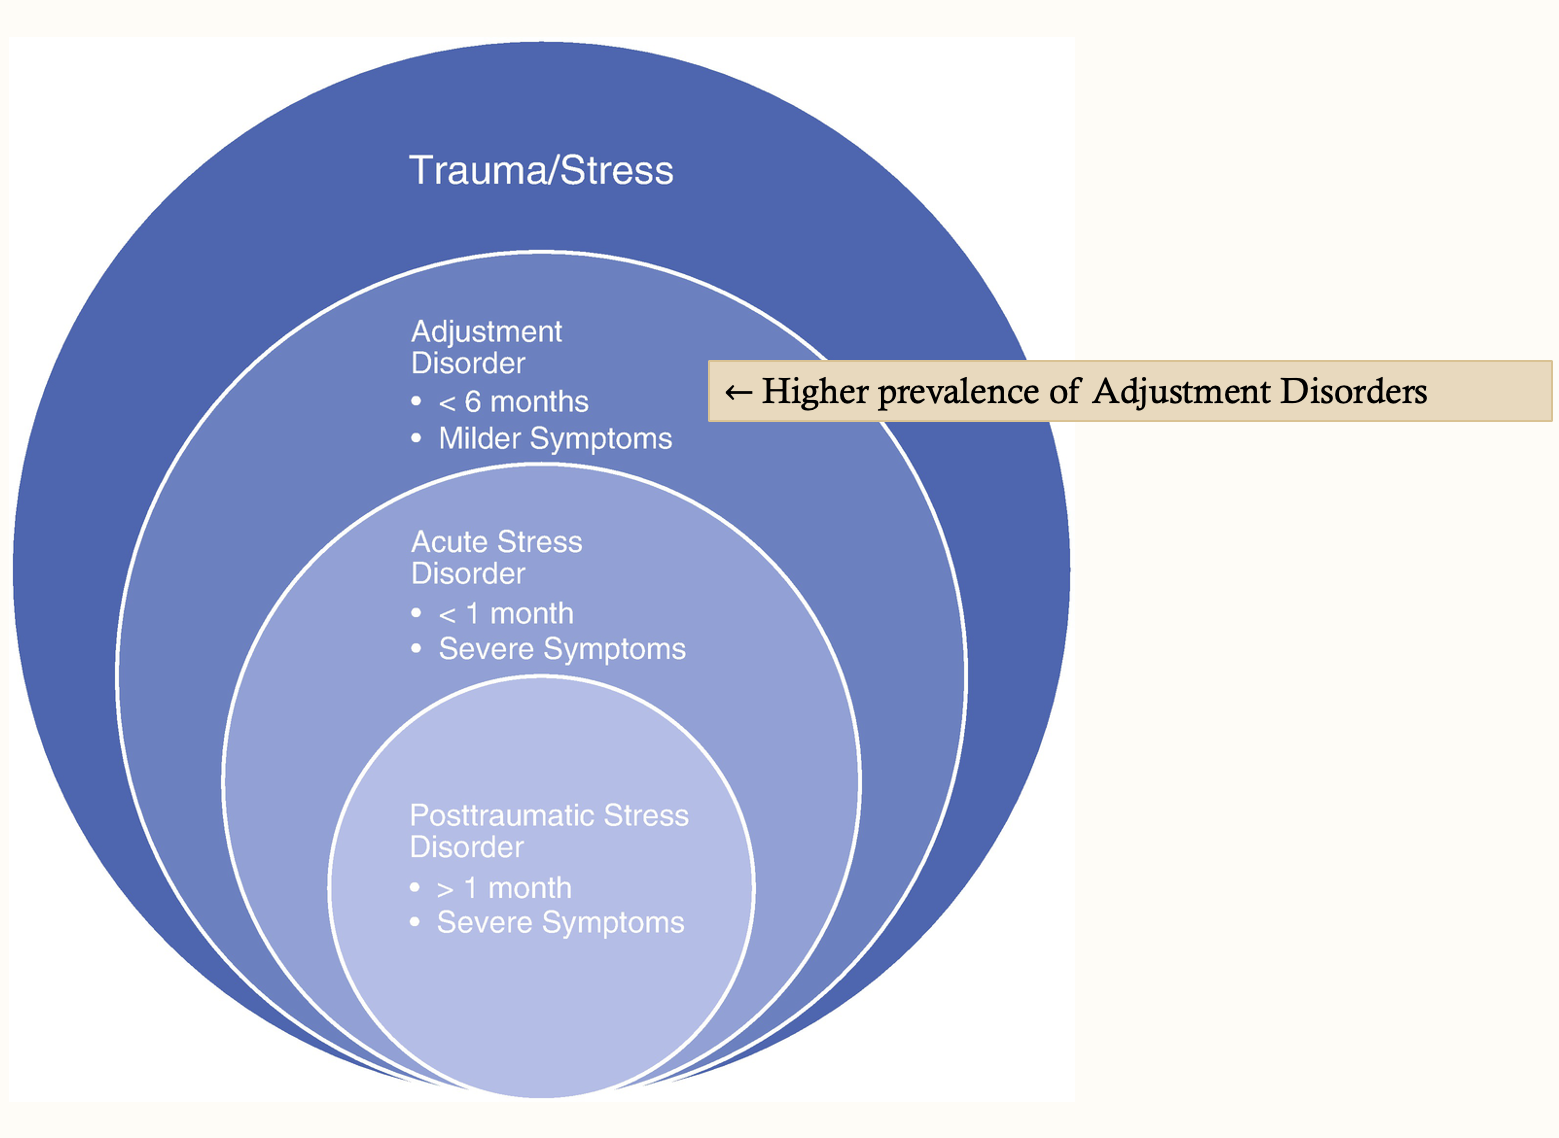 Trauma/Stress
Adjustment
Disorder
• < 6 months
• Milder Symptoms
← Higher prevalence of Adjustment Disorders
Acute Stress
Disorder
• < 1 month
• Severe Symptoms
Posttraumatic Stress
Disorder
• > 1 month
• Severe Symptoms